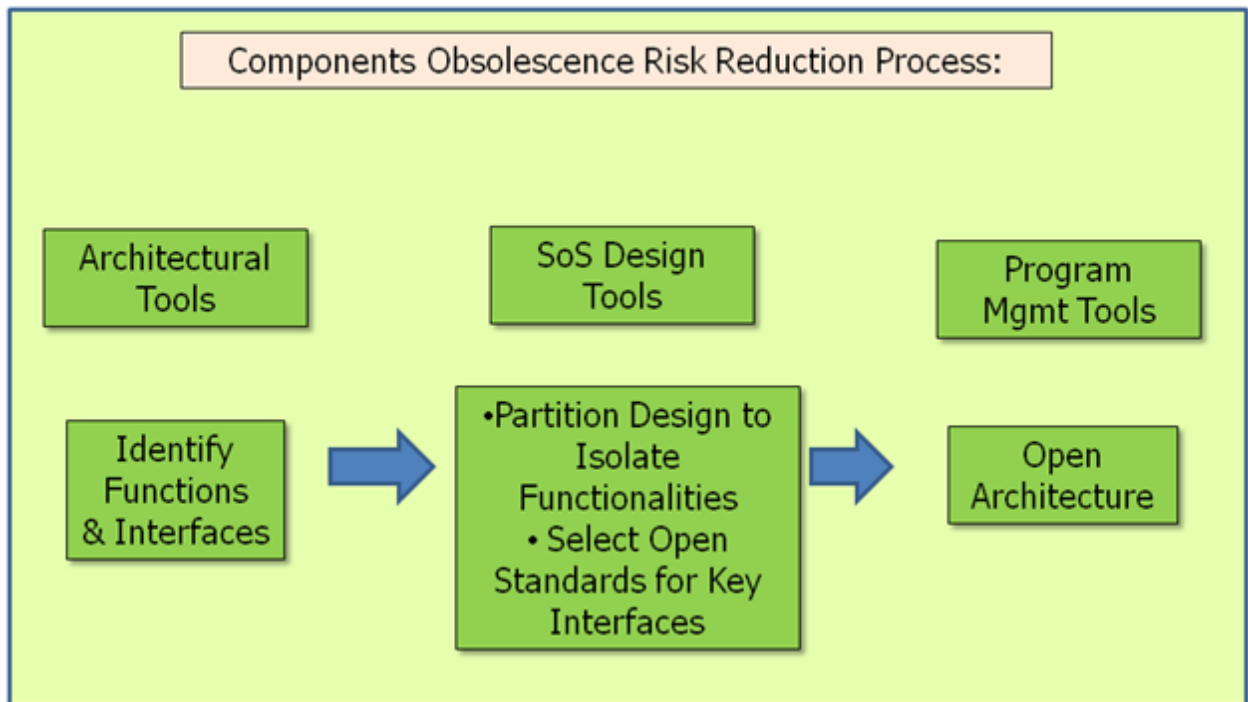 Components Obsolescence Risk Reduction Process:
Architectural
Tools
SoS Design
Tools
Program
Mgmt Tools
Identify
Functions
& Interfaces
•Partition Design to
Isolate
Functionalities
• Select Open
Standards for Key
Interfaces
Open
Architecture